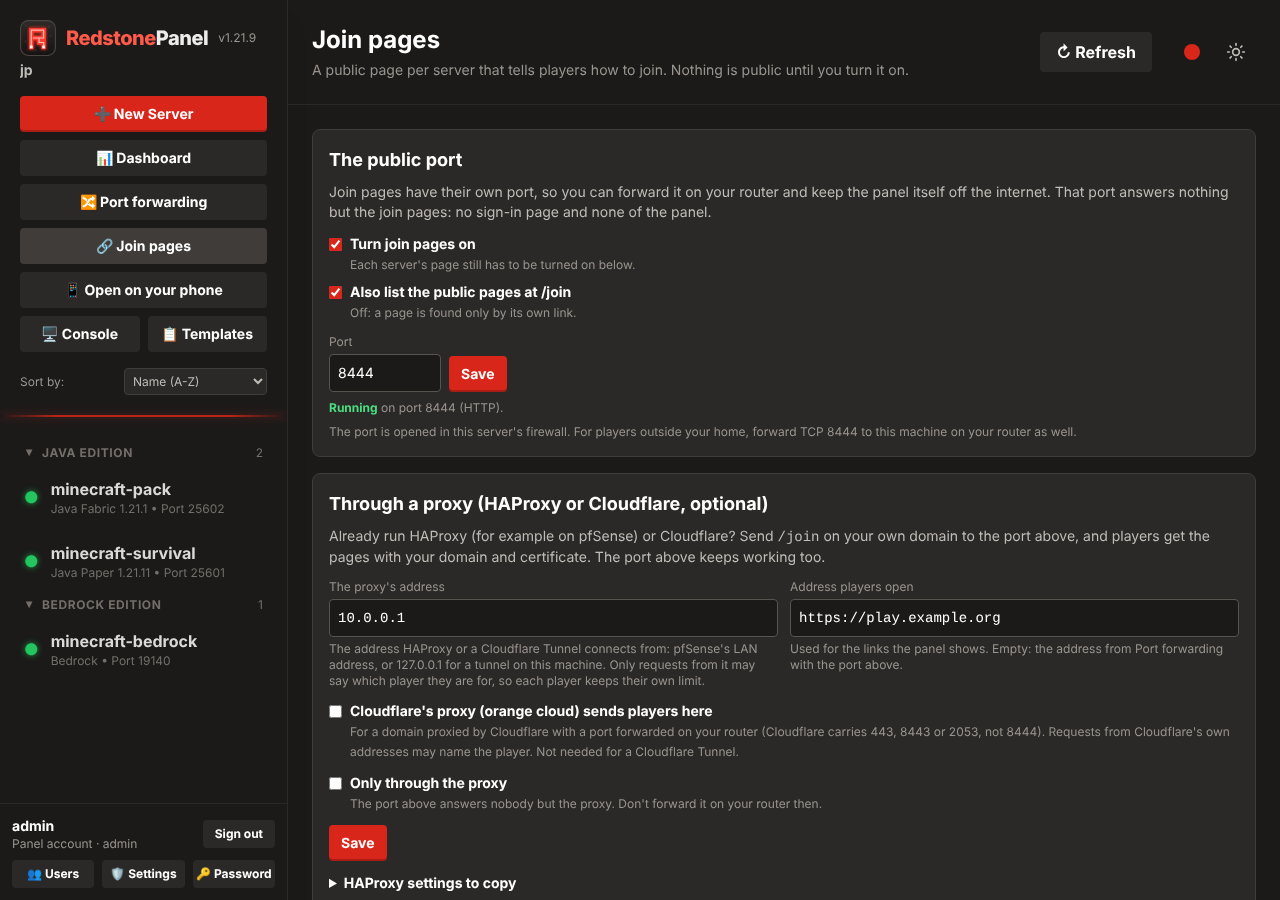 RedstonePanel v1.21.9
jp
➕ New Server
📊 Dashboard
🔀 Port forwarding
🔗 Join pages
📱 Open on your phone
🖥️ Console
📋 Templates
Sort by:
Name (A-Z)
▼ JAVA EDITION 2
minecraft-pack
Java Fabric 1.21.1 • Port 25602
minecraft-survival
Java Paper 1.21.11 • Port 25601
▼ BEDROCK EDITION 1
minecraft-bedrock
Bedrock • Port 19140
admin
Panel account · admin
Sign out
👥 Users
🛡️ Settings
🔑 Password
Join pages
A public page per server that tells players how to join. Nothing is public until you turn it on.
↻ Refresh
The public port
Join pages have their own port, so you can forward it on your router and keep the panel itself off the internet. That port answers nothing
but the join pages: no sign-in page and none of the panel.
Turn join pages on
Each server's page still has to be turned on below.
Also list the public pages at /join
Off: a page is found only by its own link.
Port
8444
Save
Running on port 8444 (HTTP).
The port is opened in this server's firewall. For players outside your home, forward TCP 8444 to this machine on your router as well.
Through a proxy (HAProxy or Cloudflare, optional)
Already run HAProxy (for example on pfSense) or Cloudflare? Send /join on your own domain to the port above, and players get the
pages with your domain and certificate. The port above keeps working too.
The proxy's address
10.0.0.1
The address HAProxy or a Cloudflare Tunnel connects from: pfSense's LAN
address, or 127.0.0.1 for a tunnel on this machine. Only requests from it may
say which player they are for, so each player keeps their own limit.
Address players open
https://play.example.org
Used for the links the panel shows. Empty: the address from Port forwarding
with the port above.
Cloudflare's proxy (orange cloud) sends players here
For a domain proxied by Cloudflare with a port forwarded on your router (Cloudflare carries 443, 8443 or 2053, not 8444). Requests from Cloudflare's own
addresses may name the player. Not needed for a Cloudflare Tunnel.
Only through the proxy
The port above answers nobody but the proxy. Don't forward it on your router then.
Save
▶ HAProxy settings to copy